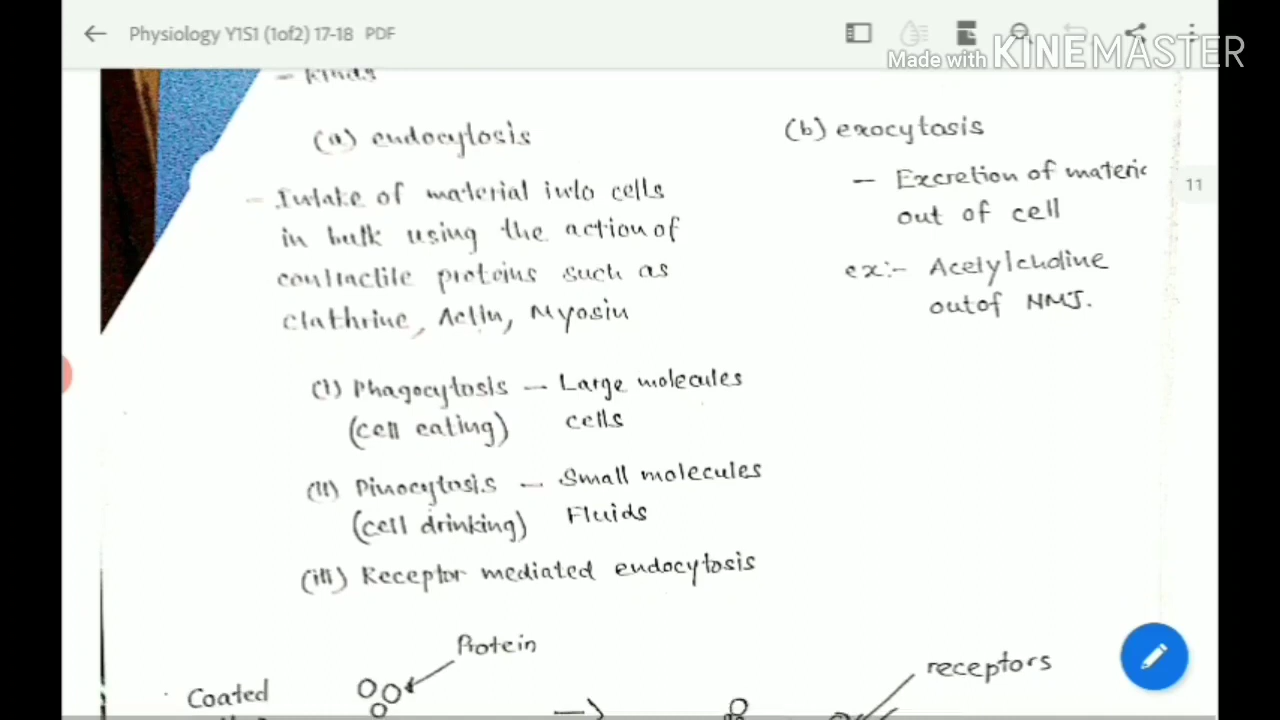 Physiology Y1S1 (1of2) 17-18 PDF
Made with KINEMASTER
- kinds
(a) endocytosis
- Intake of material into cells
in bulk using the action of
contractile proteins such as
clathrine, Actin, Myosin
(i) Phagocytosis - Large molecules
(cell eating) cells
(ii) Pinocytosis - Small molecules
(cell drinking) Fluids
(iii) Receptor mediated endocytosis
(b) exocytosis
- Excretion of materic
out of cell
ex:- Acetylcholine
out of NMJ.
11
Protein
Coated
receptors